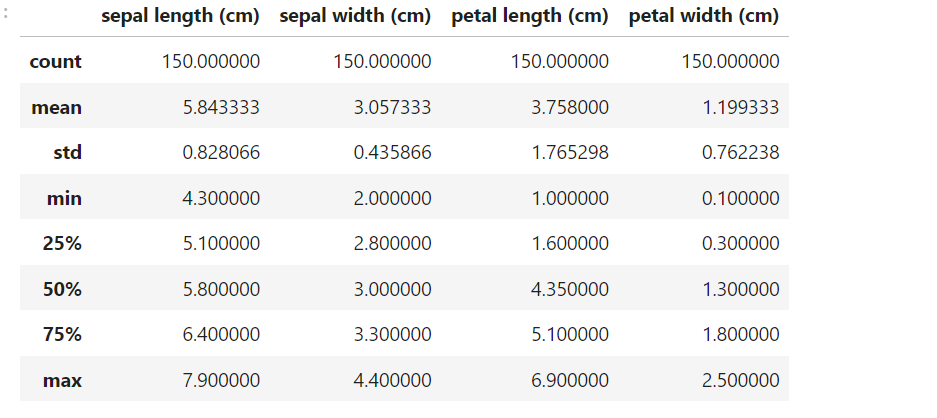 sepal length (cm) sepal width (cm) petal length (cm) petal width (cm)
count 150.000000 150.000000 150.000000 150.000000
mean 5.843333 3.057333 3.758000 1.199333
std 0.828066 0.435866 1.765298 0.762238
min 4.300000 2.000000 1.000000 0.100000
25% 5.100000 2.800000 1.600000 0.300000
50% 5.800000 3.000000 4.350000 1.300000
75% 6.400000 3.300000 5.100000 1.800000
max 7.900000 4.400000 6.900000 2.500000